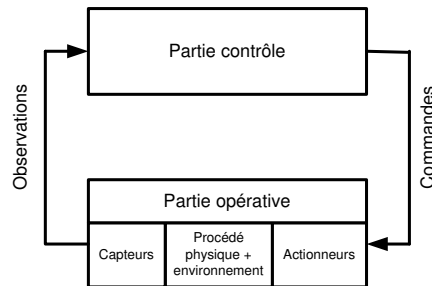 Partie contrôle
Observations
Commandes
Partie opérative
Capteurs
Procédé
physique +
environnement
Actionneurs